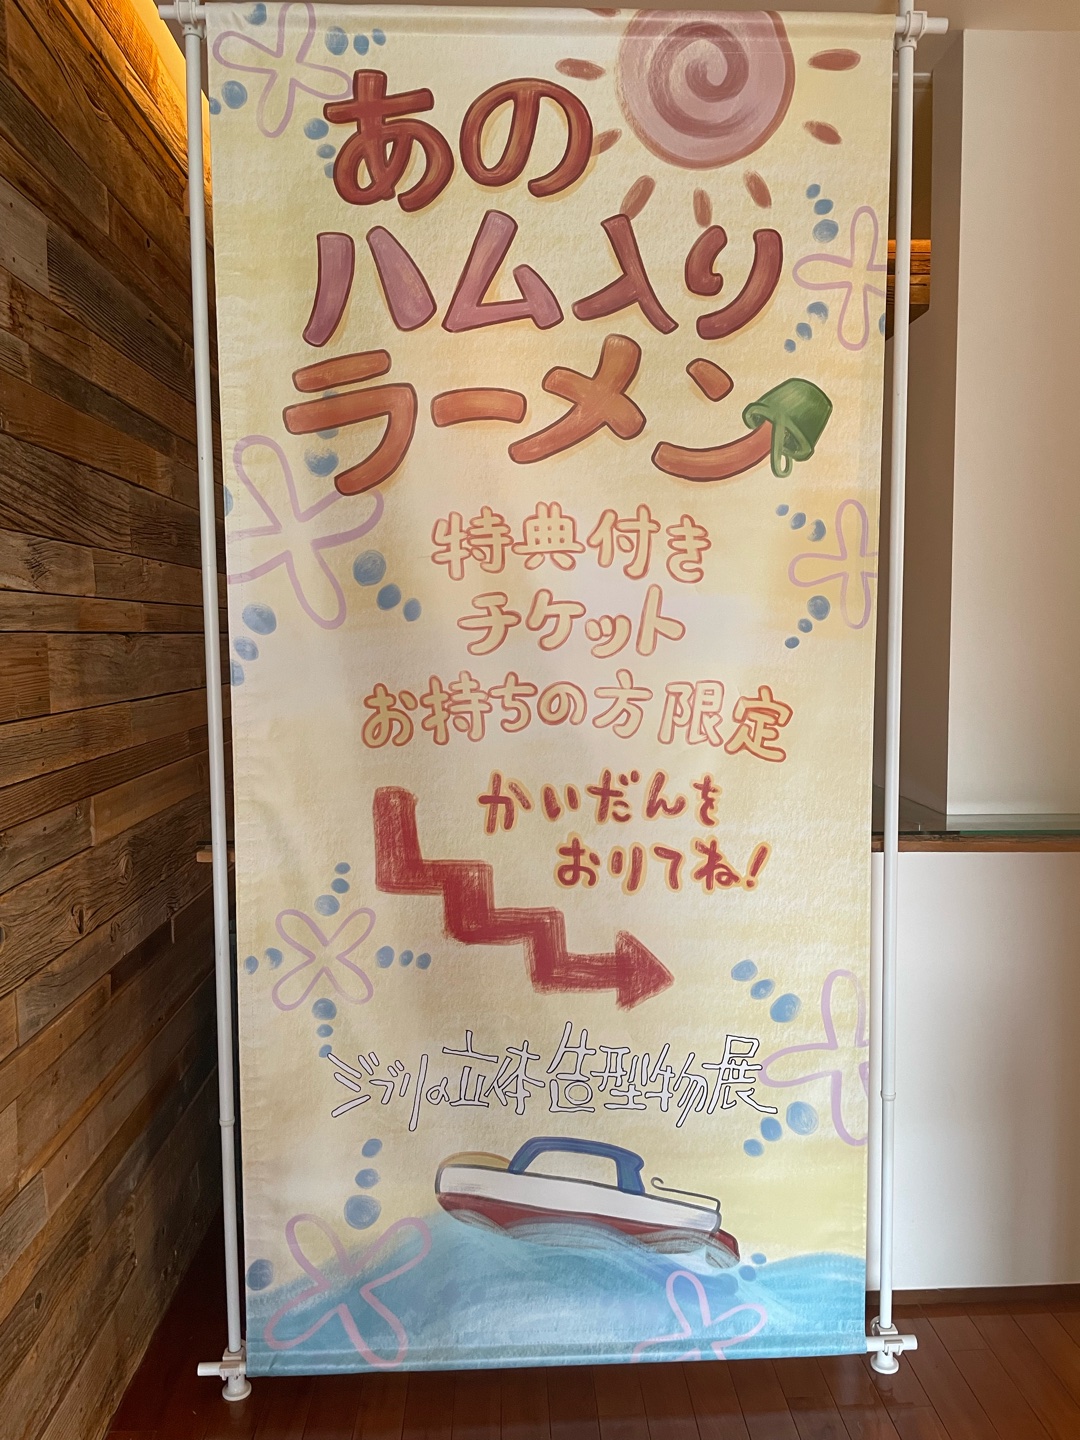 あの
ハム入り
ラーメン
特典付き
チケット
お持ちの方限定
かいだんを
おりてね!
ジブリの立体造型物展